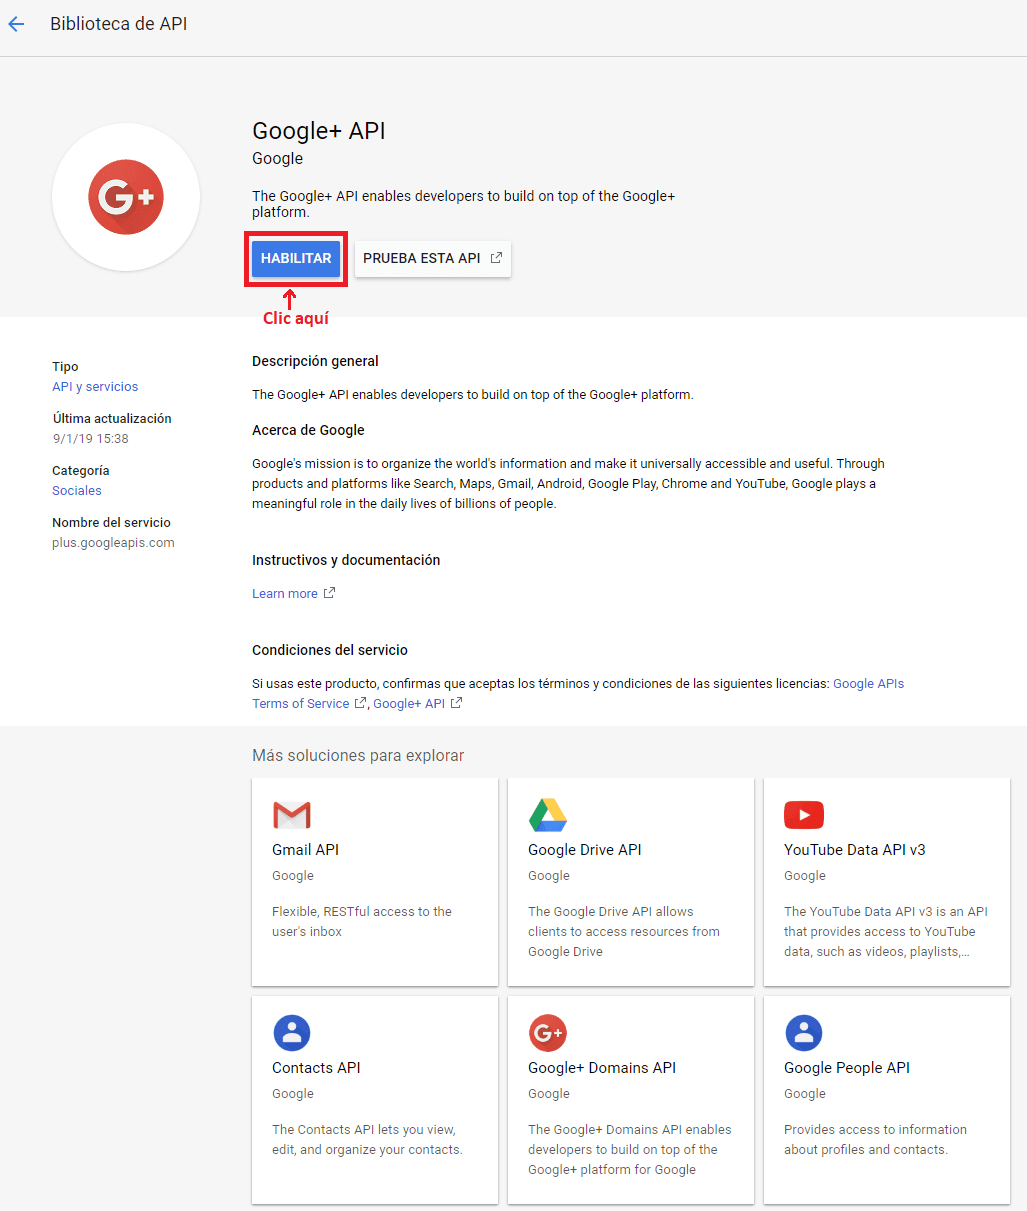 Biblioteca de API
Google+ API
Google
The Google+ API enables developers to build on top of the Google+
platform.
HABILITAR
PRUEBA ESTA API
Clic aquí
Tipo
API y servicios
Última actualización
9/1/19 15:38
Categoría
Sociales
Nombre del servicio
plus.googleapis.com
Descripción general
The Google+ API enables developers to build on top of the Google+ platform.
Acerca de Google
Google's mission is to organize the world's information and make it universally accessible and useful. Through
products and platforms like Search, Maps, Gmail, Android, Google Play, Chrome and YouTube, Google plays a
meaningful role in the daily lives of billions of people.
Instructivos y documentación
Learn more
Condiciones del servicio
Si usas este producto, confirmas que aceptas los términos y condiciones de las siguientes licencias: Google APIs
Terms of Service , Google+ API
Más soluciones para explorar
Gmail API
Google
Flexible, RESTful access to the
user's inbox
Google Drive API
Google
The Google Drive API allows
clients to access resources from
Google Drive
YouTube Data API v3
Google
The YouTube Data API v3 is an API
that provides access to YouTube
data, such as videos, playlists,...
Contacts API
Google
The Contacts API lets you view,
edit, and organize your contacts.
G+
Google+ Domains API
Google
The Google+ Domains API enables
developers to build on top of the
Google+ platform for Google
Google People API
Google
Provides access to information
about profiles and contacts.